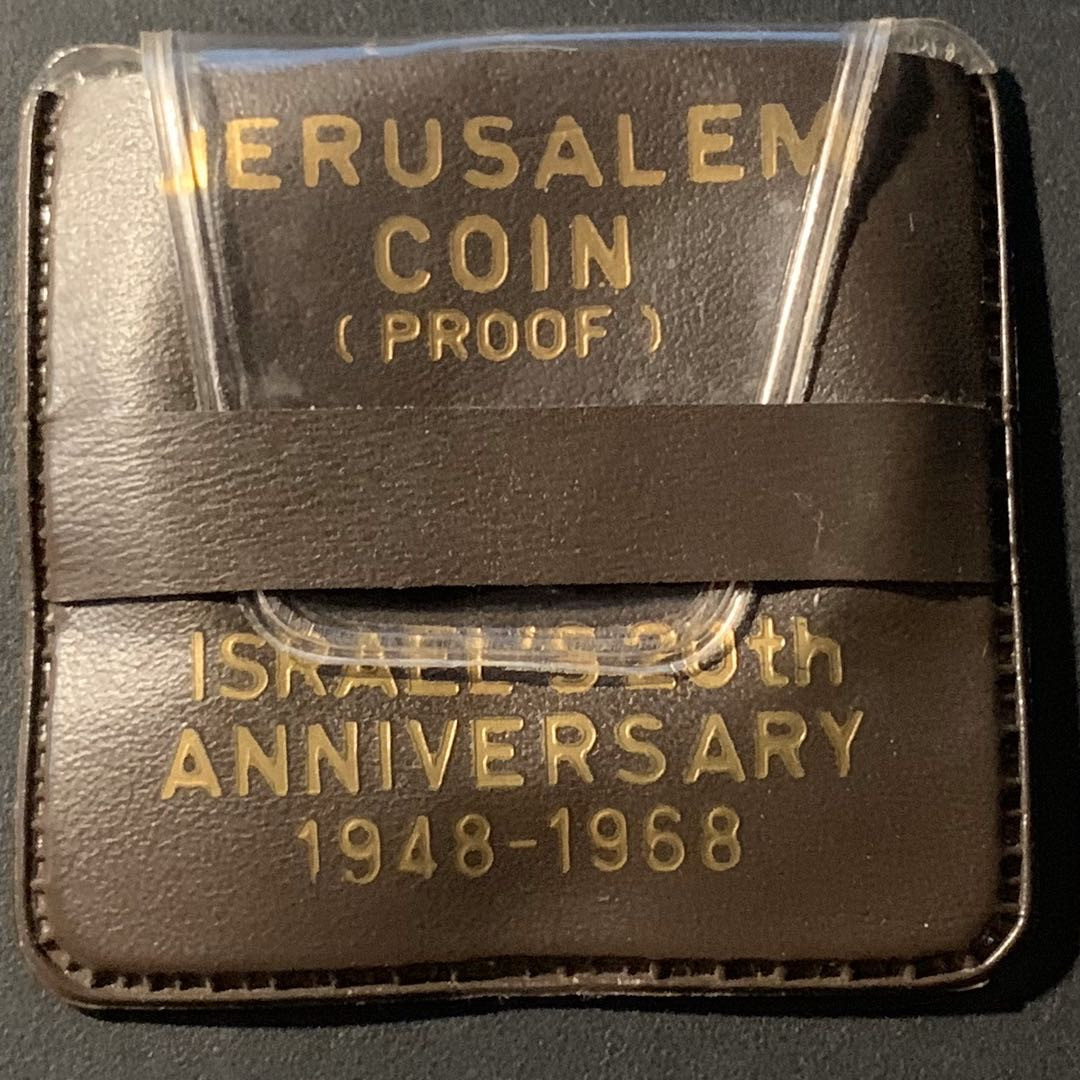 JERUSALEM
COIN
( PROOF )
ISRAEL'S 20th
ANNIVERSARY
1948-1968